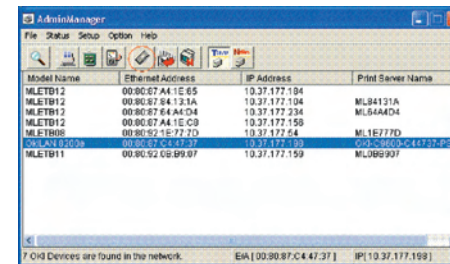 AdminManager
File Status Setup Option Help
Model Name Ethernet Address IP Address Print Server Name
MLETB12 00:80:87:A4:1E:65 10.37.177.184
MLETB12 00:80:87:84:13:1A 10.37.177.104 ML84131A
MLETB12 00:80:87:64:A4:D4 10.37.177.234 ML64A4D4
MLETB12 00:80:87:A4:1E:C8 10.37.177.158
MLETB08 00:80:92:1E:77:7D 10.37.177.64 ML1E777D
OKILAN 8200e 00:80:87:C4:47:37 10.37.177.198 OKI-C9600-C44737-PS
MLETB11 00:80:92:0B:B9:07 10.37.177.159 ML0BB907
7 OKI Devices are found in the network. E/A [ 00:80:87:C4:47:37 ] IP[ 10.37.177.198 ]